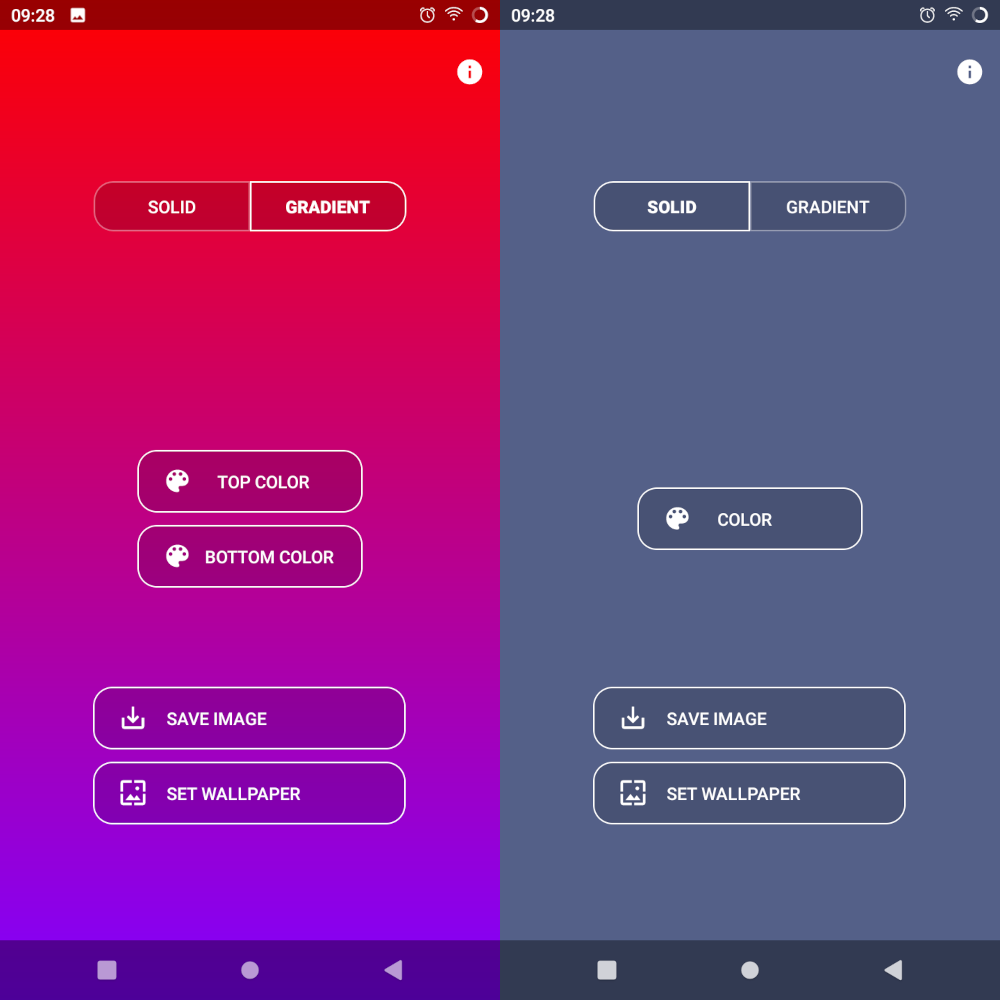 09:28
SOLID GRADIENT
TOP COLOR
BOTTOM COLOR
SAVE IMAGE
SET WALLPAPER
09:28
SOLID GRADIENT
COLOR
SAVE IMAGE
SET WALLPAPER